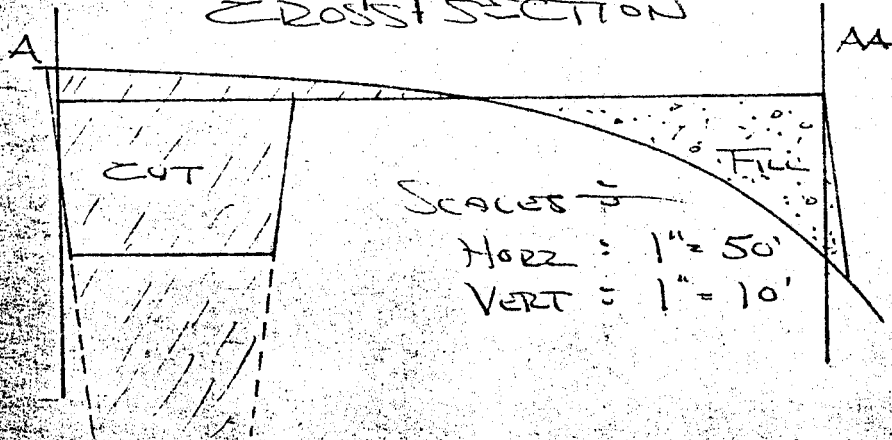 CROSS SECTION
A
AA
CUT
FILL
SCALES :
HORZ : 1" = 50'
VERT : 1" = 10'